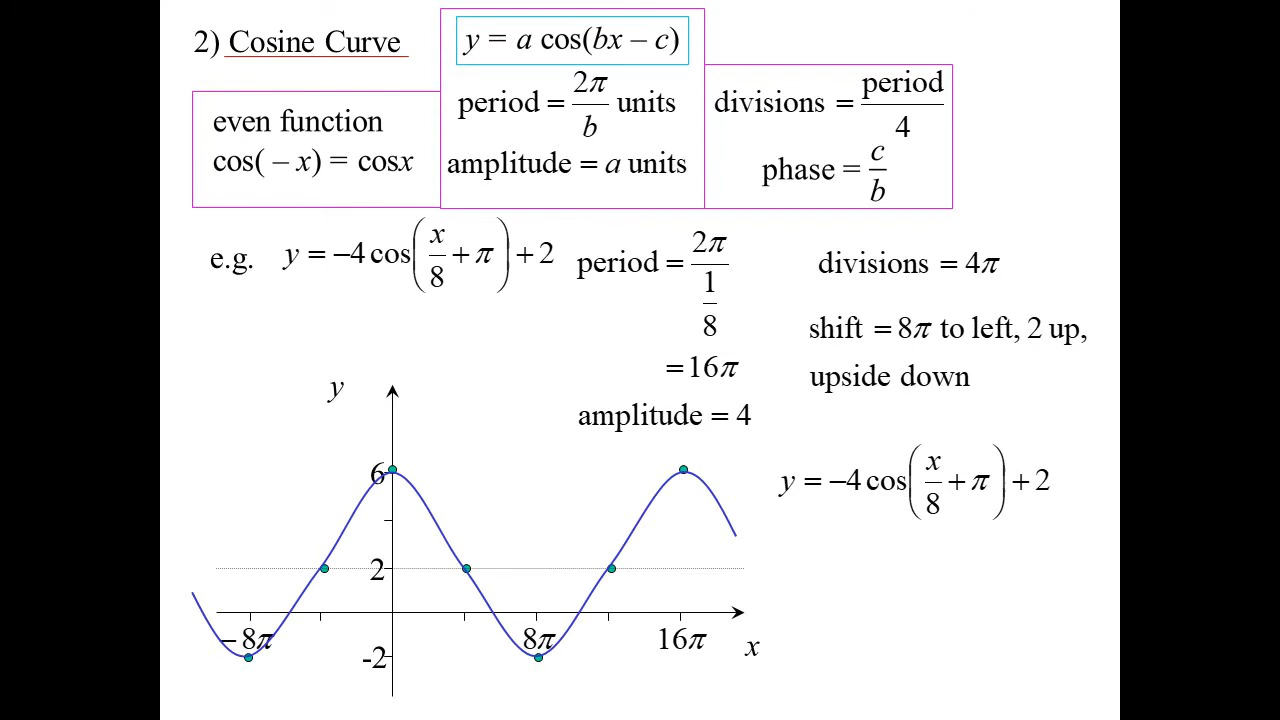 2) Cosine Curve
y = a cos(bx – c)
even function
cos( – x) = cosx
period = 2π/b units
amplitude = a units
divisions = period/4
phase = c/b
e.g. y = −4 cos(x/8 + π) + 2
period = 2π/(1/8)
= 16π
amplitude = 4
divisions = 4π
shift = 8π to left, 2 up,
upside down
y = −4 cos(x/8 + π) + 2
y
6
2
-2
– 8π
8π
16π
x